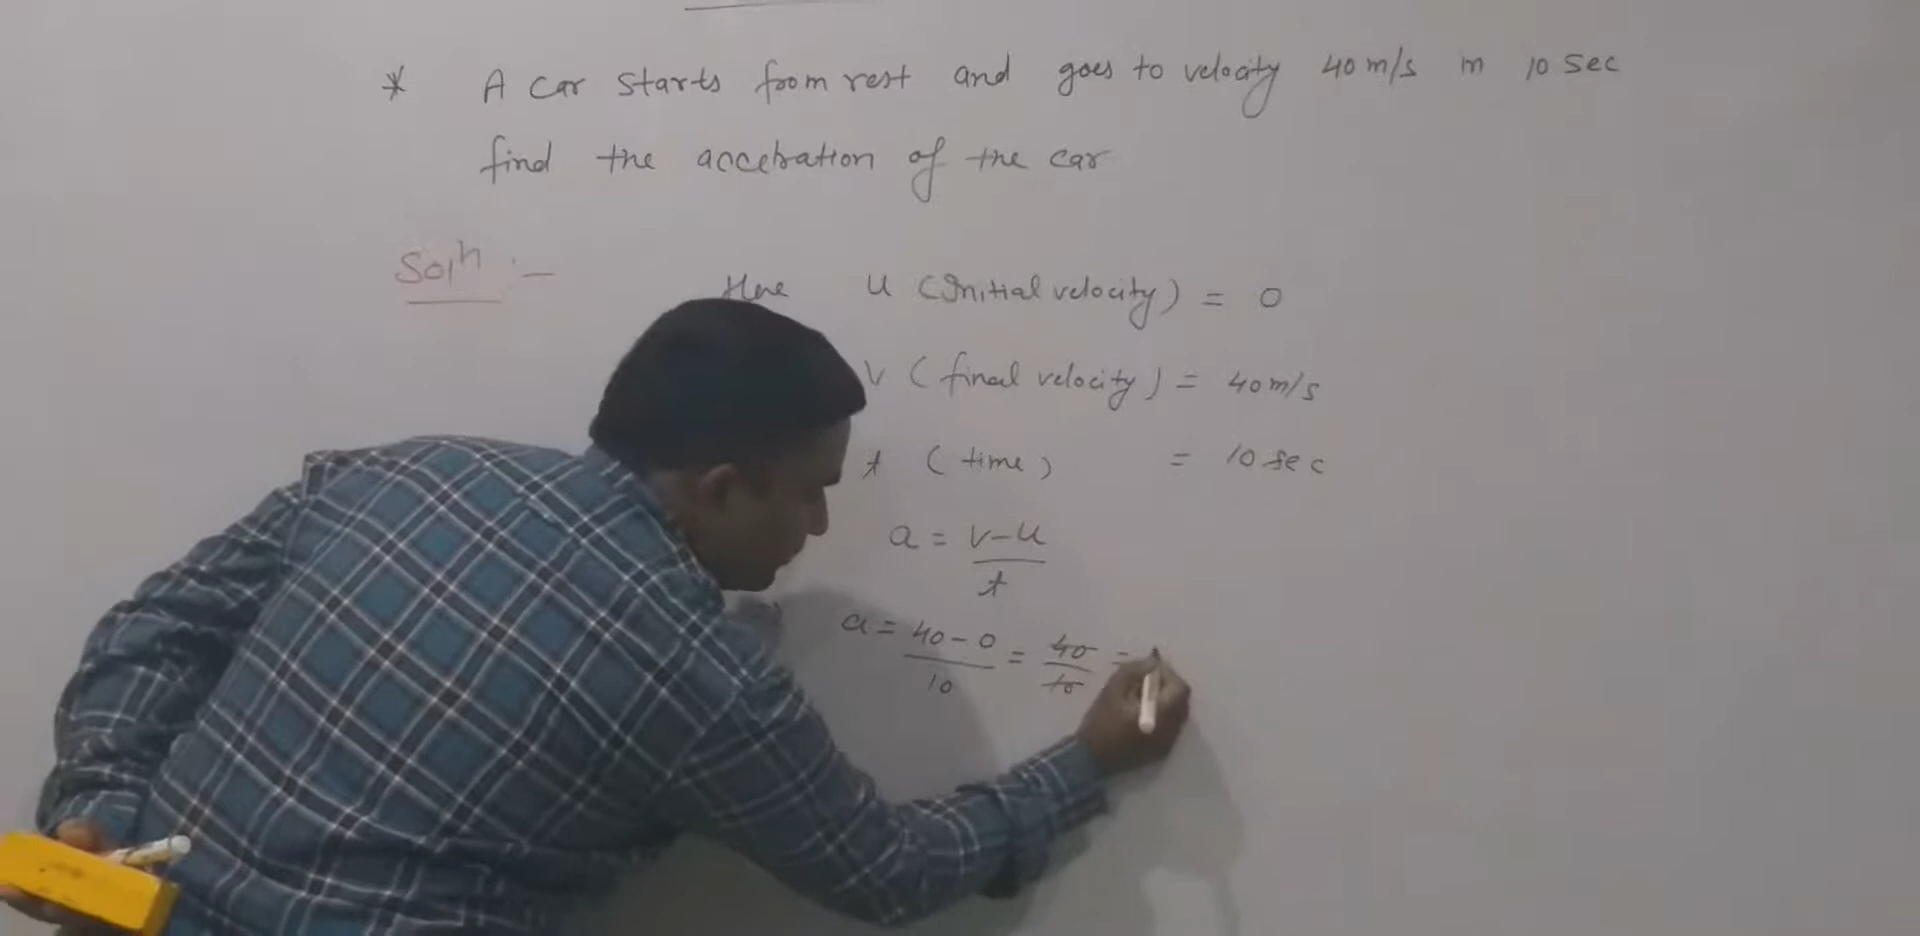 * A car starts from rest and goes to velocity 40 m/s in 10 sec
find the accelration of the car
Solⁿ :-
Here u (Initial velocity) = 0
v (final velocity) = 40 m/s
t (time) = 10 sec
a = v-u/t
a = 40-0/10 = 40/10 =